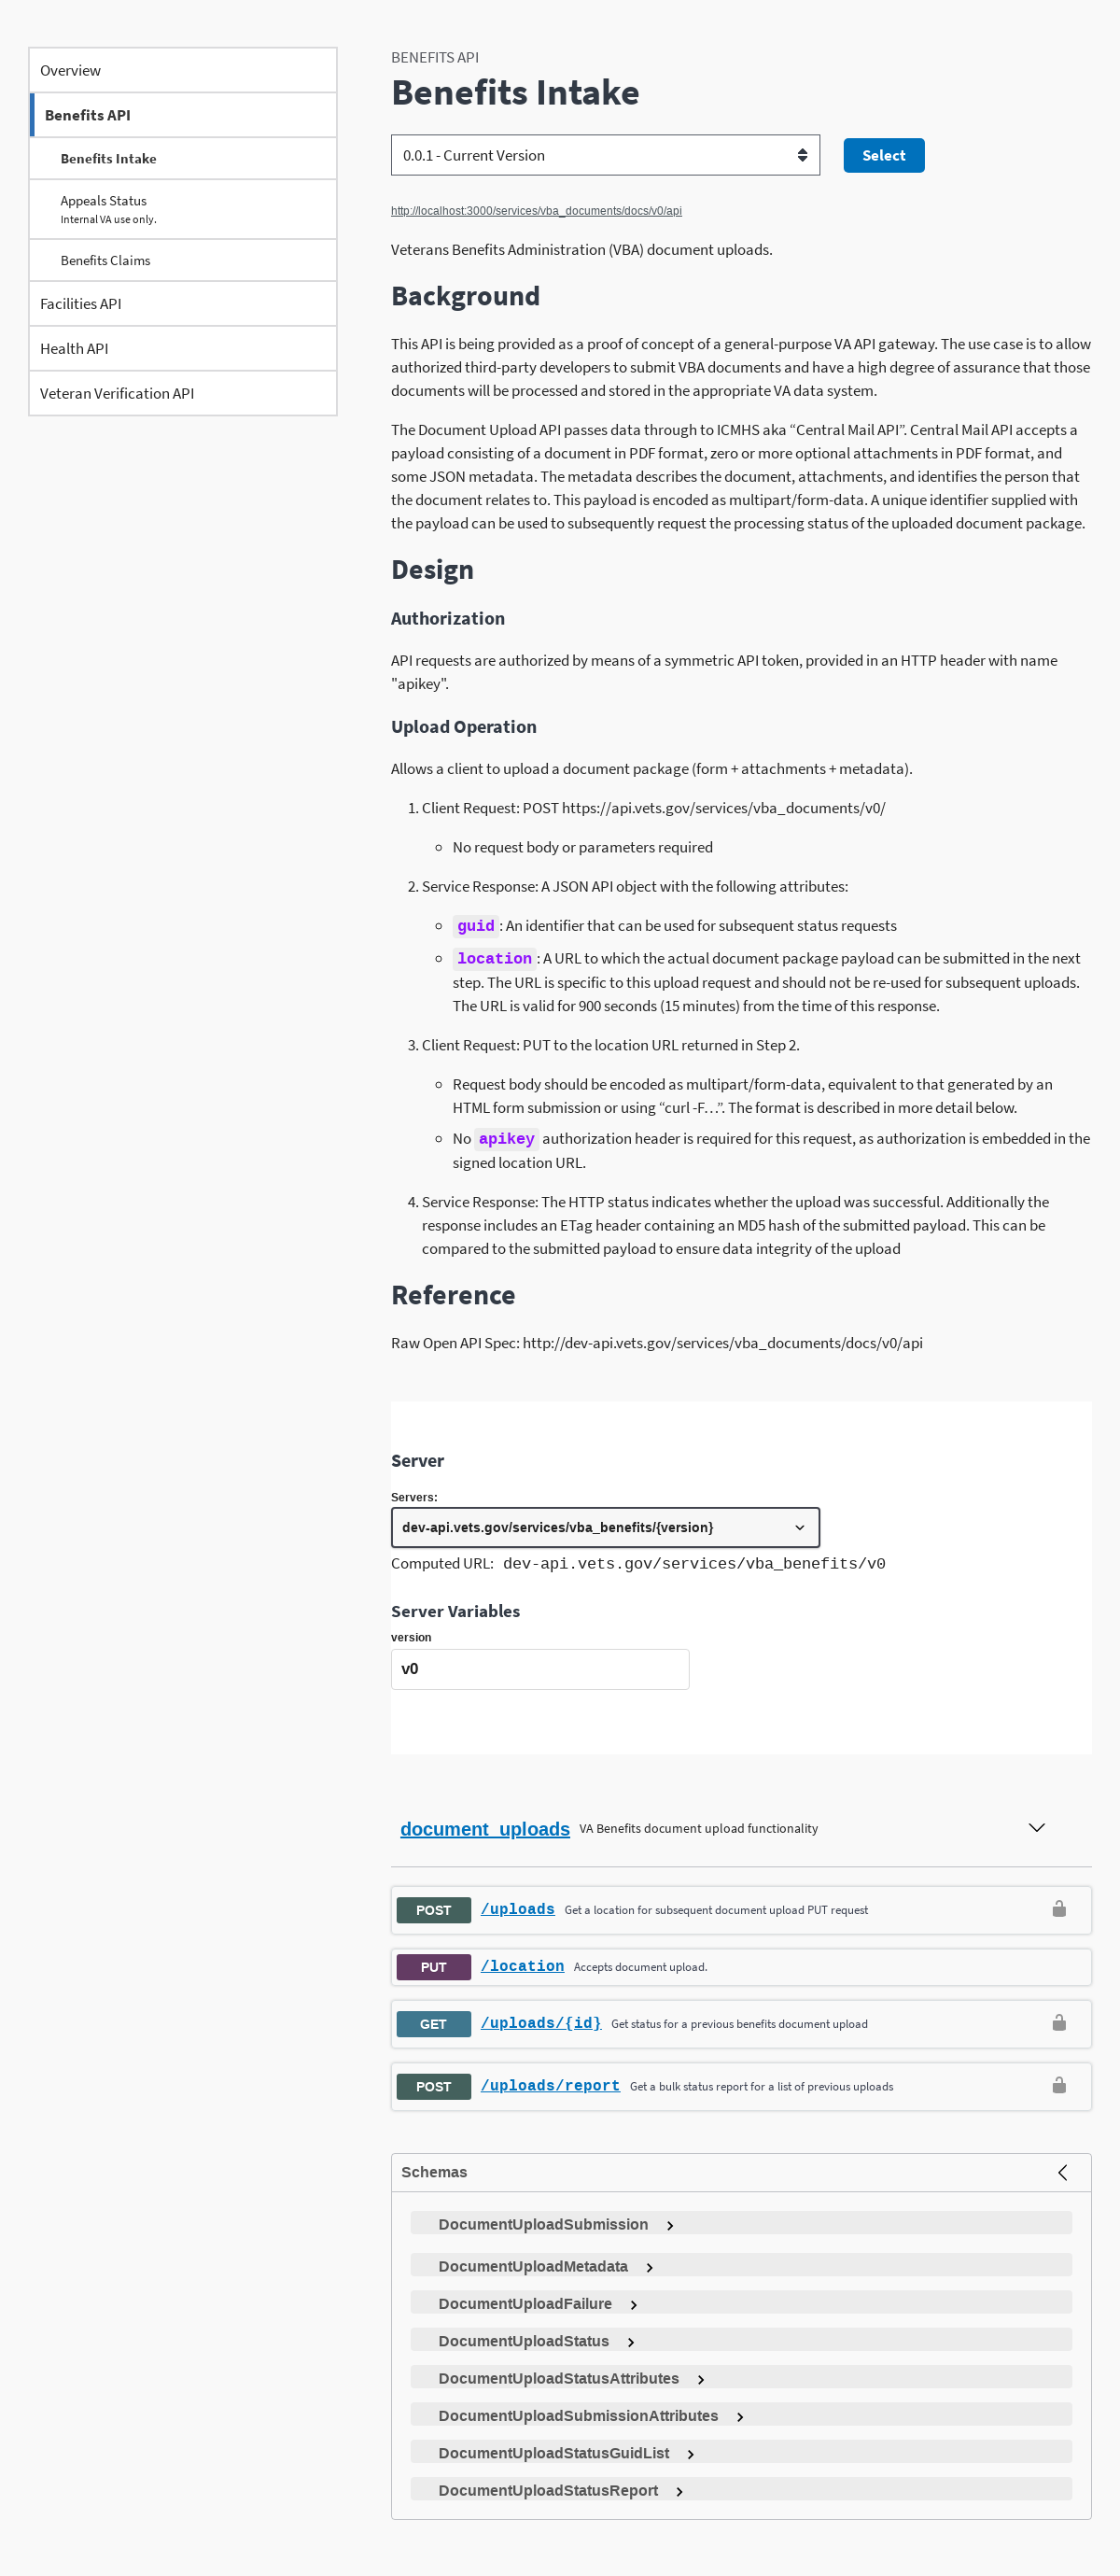 Overview
Benefits API
Benefits Intake
Appeals Status
Internal VA use only.
Benefits Claims
Facilities API
Health API
Veteran Verification API
BENEFITS API
Benefits Intake
0.0.1 - Current Version
Select
http://localhost:3000/services/vba_documents/docs/v0/api
Veterans Benefits Administration (VBA) document uploads.
Background
This API is being provided as a proof of concept of a general-purpose VA API gateway. The use case is to allow
authorized third-party developers to submit VBA documents and have a high degree of assurance that those
documents will be processed and stored in the appropriate VA data system.
The Document Upload API passes data through to ICMHS aka “Central Mail API”. Central Mail API accepts a
payload consisting of a document in PDF format, zero or more optional attachments in PDF format, and
some JSON metadata. The metadata describes the document, attachments, and identifies the person that
the document relates to. This payload is encoded as multipart/form-data. A unique identifier supplied with
the payload can be used to subsequently request the processing status of the uploaded document package.
Design
Authorization
API requests are authorized by means of a symmetric API token, provided in an HTTP header with name
"apikey".
Upload Operation
Allows a client to upload a document package (form + attachments + metadata).
1. Client Request: POST https://api.vets.gov/services/vba_documents/v0/
◦ No request body or parameters required
2. Service Response: A JSON API object with the following attributes:
◦ guid: An identifier that can be used for subsequent status requests
◦ location: A URL to which the actual document package payload can be submitted in the next
step. The URL is specific to this upload request and should not be re-used for subsequent uploads.
The URL is valid for 900 seconds (15 minutes) from the time of this response.
3. Client Request: PUT to the location URL returned in Step 2.
◦ Request body should be encoded as multipart/form-data, equivalent to that generated by an
HTML form submission or using “curl -F…”. The format is described in more detail below.
◦ No apikey authorization header is required for this request, as authorization is embedded in the
signed location URL.
4. Service Response: The HTTP status indicates whether the upload was successful. Additionally the
response includes an ETag header containing an MD5 hash of the submitted payload. This can be
compared to the submitted payload to ensure data integrity of the upload
Reference
Raw Open API Spec: http://dev-api.vets.gov/services/vba_documents/docs/v0/api
Server
Servers:
dev-api.vets.gov/services/vba_benefits/{version}
Computed URL: dev-api.vets.gov/services/vba_benefits/v0
Server Variables
version
v0
document_uploads VA Benefits document upload functionality
POST /uploads Get a location for subsequent document upload PUT request
PUT /location Accepts document upload.
GET /uploads/{id} Get status for a previous benefits document upload
POST /uploads/report Get a bulk status report for a list of previous uploads
Schemas
DocumentUploadSubmission
DocumentUploadMetadata
DocumentUploadFailure
DocumentUploadStatus
DocumentUploadStatusAttributes
DocumentUploadSubmissionAttributes
DocumentUploadStatusGuidList
DocumentUploadStatusReport